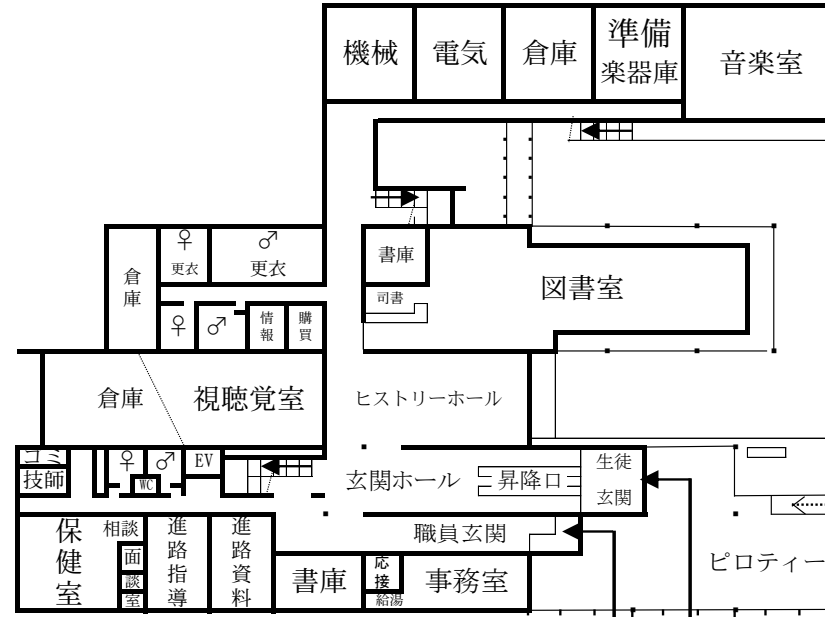 機械
電気
倉庫
準備
楽器庫
音楽室
♀
更衣
♂
更衣
倉庫
書庫
司書
図書室
♀
♂
情報
購買
倉庫
視聴覚室
ヒストリーホール
ゴミ
技師
♀
♂
WC
EV
玄関ホール
昇降口
生徒
玄関
保健室
相談
面談室
進路指導
進路資料
職員玄関
書庫
応接
給湯
事務室
ピロティー